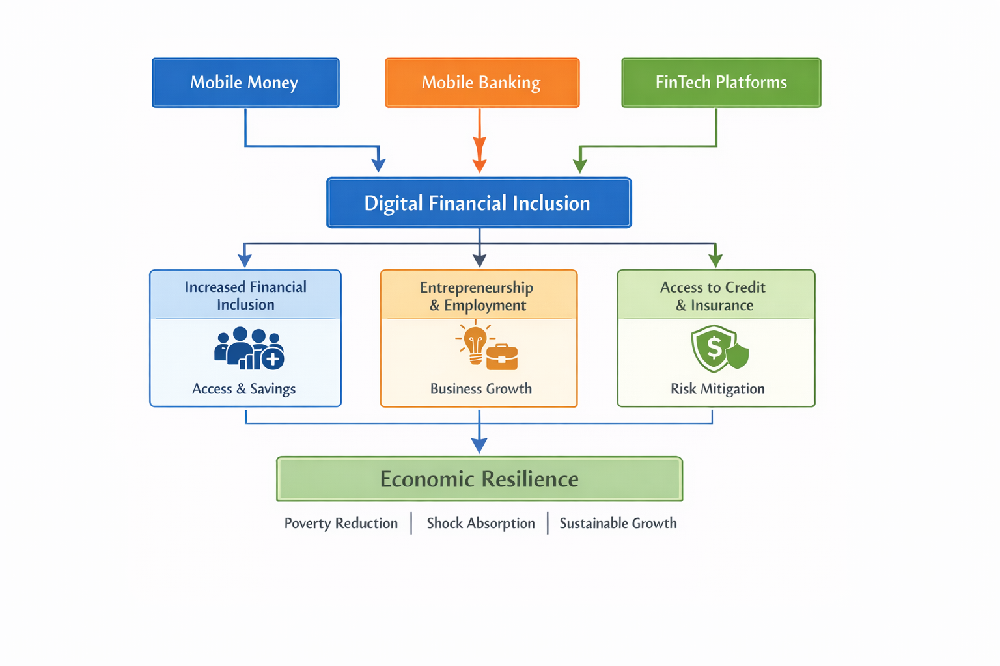 Mobile Money
Mobile Banking
FinTech Platforms
Digital Financial Inclusion
Increased Financial
Inclusion
Access & Savings
Entrepreneurship
& Employment
Business Growth
Access to Credit
& Insurance
$
Risk Mitigation
Economic Resilience
Poverty Reduction | Shock Absorption | Sustainable Growth